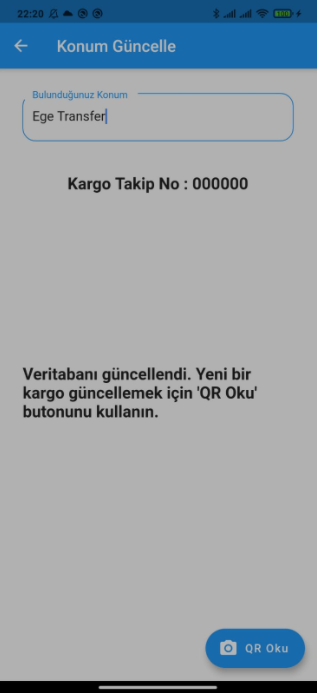 22:20
Konum Güncelle
Bulunduğunuz Konum
Ege Transfer
Kargo Takip No : 000000
Veritabanı güncellendi. Yeni bir
kargo güncellemek için 'QR Oku'
butonunu kullanın.
QR Oku